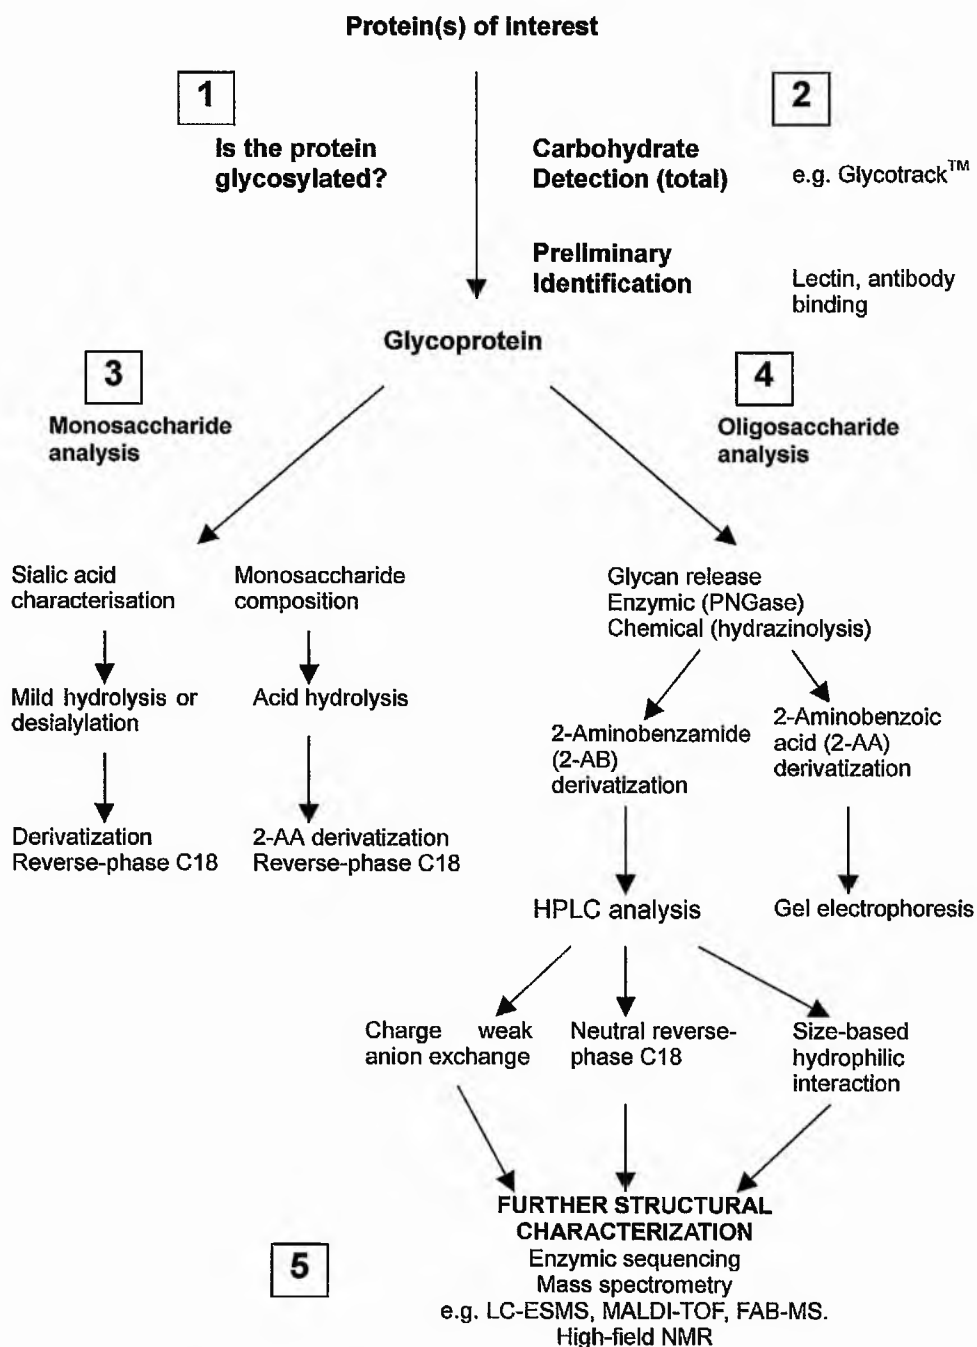 Protein(s) of Interest
1
2
Is the protein
glycosylated?
Carbohydrate
Detection (total)
e.g. Glycotrack™
Preliminary
Identification
Lectin, antibody
binding
Glycoprotein
3
4
Monosaccharide
analysis
Oligosaccharide
analysis
Sialic acid
characterisation
Monosaccharide
composition
Glycan release
Enzymic (PNGase)
Chemical (hydrazinolysis)
Mild hydrolysis or
desialylation
Acid hydrolysis
2-Aminobenzamide
(2-AB)
derivatization
2-Aminobenzoic
acid (2-AA)
derivatization
Derivatization
Reverse-phase C18
2-AA derivatization
Reverse-phase C18
HPLC analysis
Gel electrophoresis
Charge weak
anion exchange
Neutral reverse-
phase C18
Size-based
hydrophilic
interaction
5
FURTHER STRUCTURAL
CHARACTERIZATION
Enzymic sequencing
Mass spectrometry
e.g. LC-ESMS, MALDI-TOF, FAB-MS.
High-field NMR